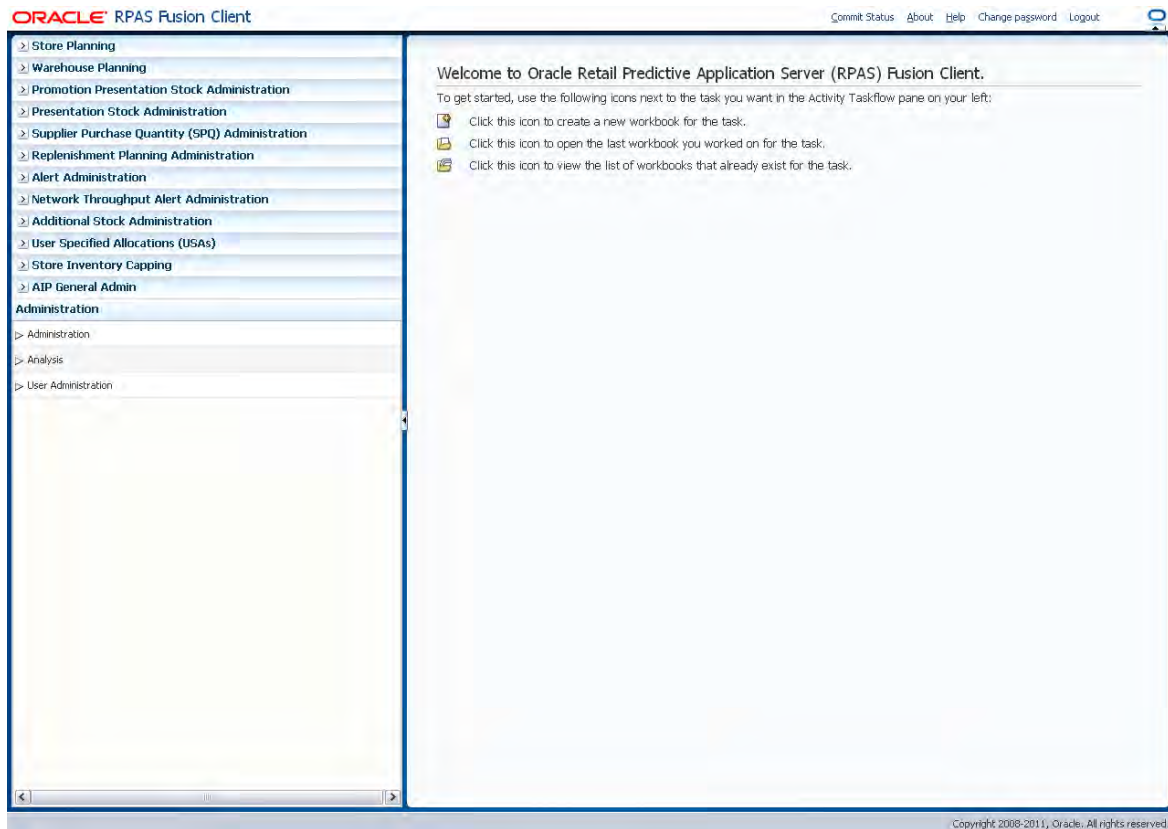 ORACLE® RPAS Fusion Client
Commit Status About Help Change password Logout
Store Planning
Warehouse Planning
Promotion Presentation Stock Administration
Presentation Stock Administration
Supplier Purchase Quantity (SPQ) Administration
Replenishment Planning Administration
Alert Administration
Network Throughput Alert Administration
Additional Stock Administration
User Specified Allocations (USAs)
Store Inventory Capping
AIP General Admin
Administration
Administration
Analysis
User Administration
Welcome to Oracle Retail Predictive Application Server (RPAS) Fusion Client.
To get started, use the following icons next to the task you want in the Activity Taskflow pane on your left:
Click this icon to create a new workbook for the task.
Click this icon to open the last workbook you worked on for the task.
Click this icon to view the list of workbooks that already exist for the task.
Copyright 2008-2011, Oracle. All rights reserved